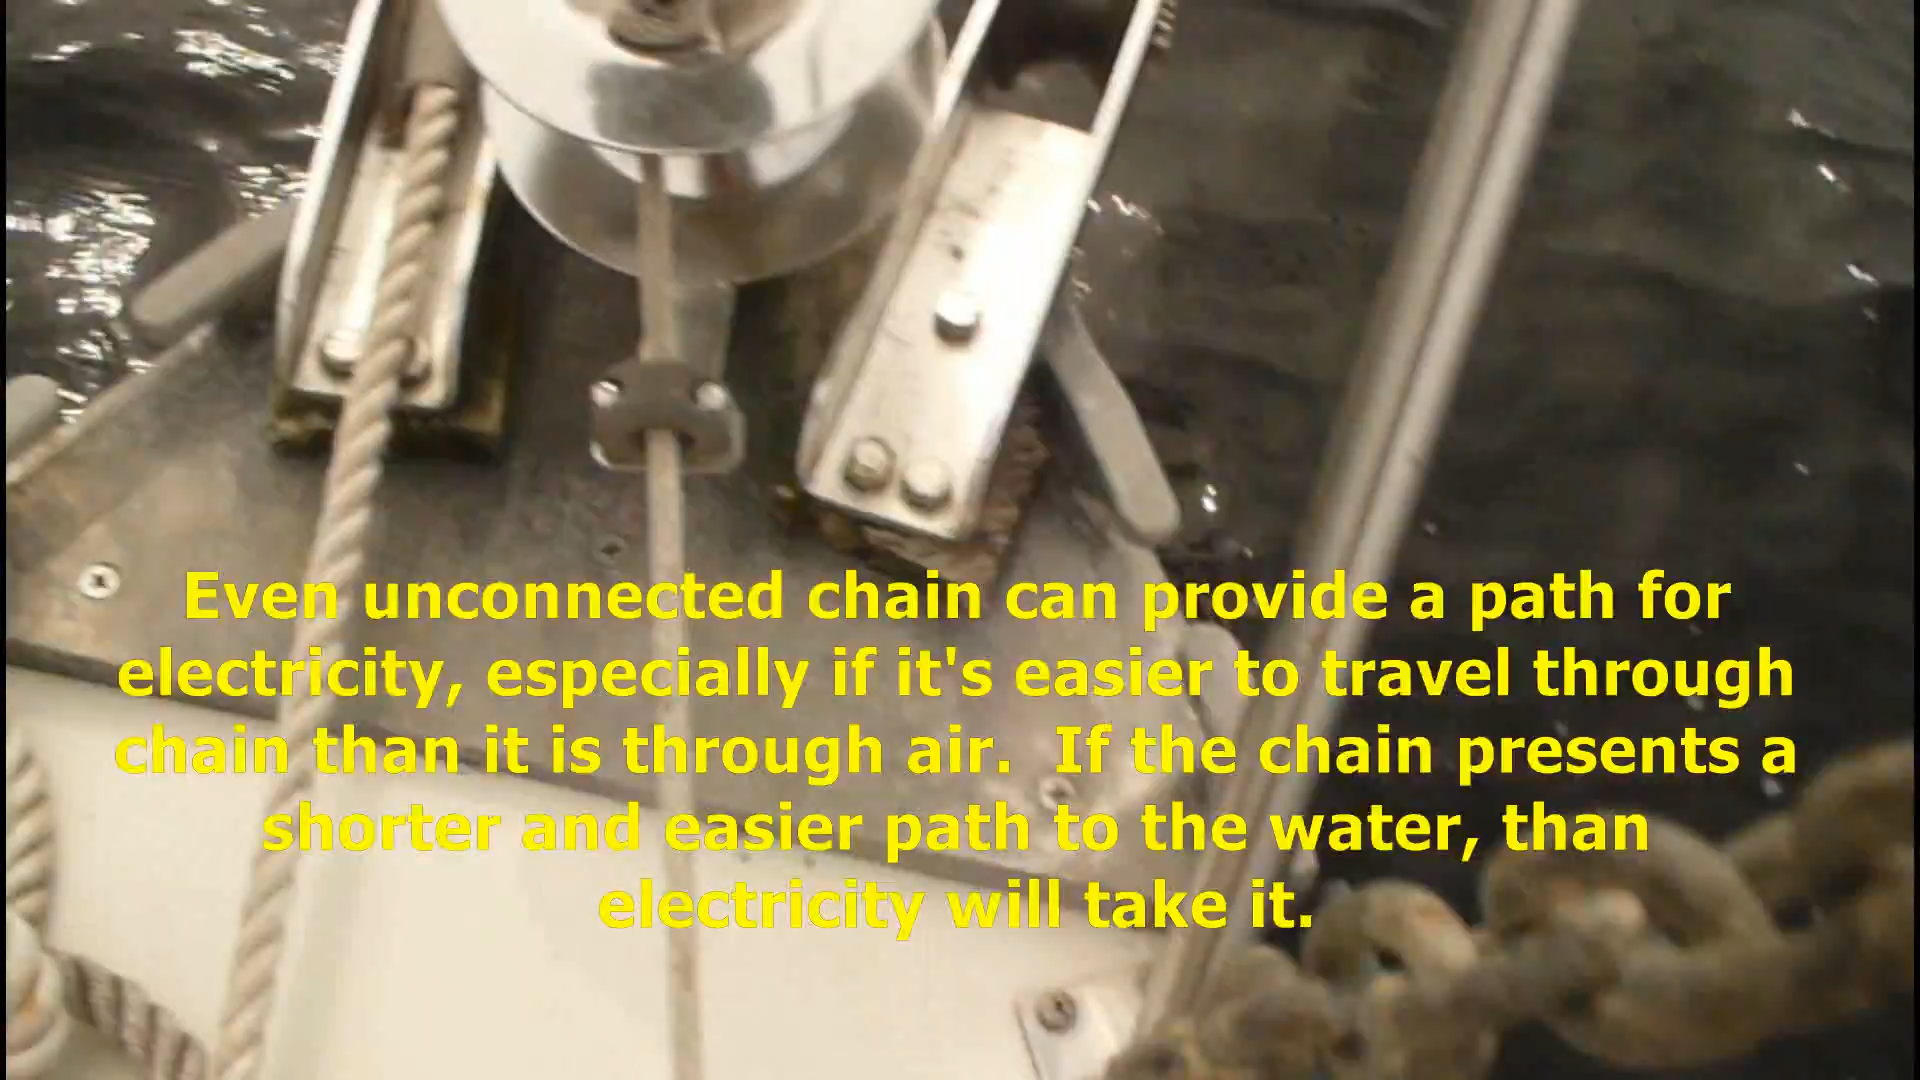 Even unconnected chain can provide a path for
electricity, especially if it's easier to travel through
chain than it is through air.  If the chain presents a
shorter and easier path to the water, than
electricity will take it.